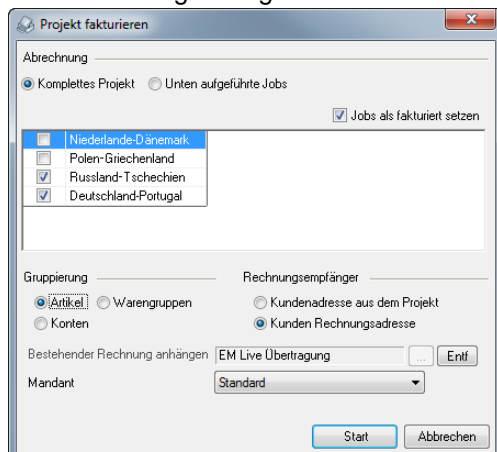 Projekt fakturieren
Abrechnung
Komplettes Projekt Unten aufgeführte Jobs
Jobs als fakturiert setzen
Niederlande-Dänemark
Polen-Griechenland
Russland-Tschechien
Deutschland-Portugal
Gruppierung
Artikel Warengruppen
Konten
Rechnungsempfänger
Kundenadresse aus dem Projekt
Kunden Rechnungsadresse
Bestehender Rechnung anhängen EM Live Übertragung ... Entf
Mandant Standard
Start Abbrechen